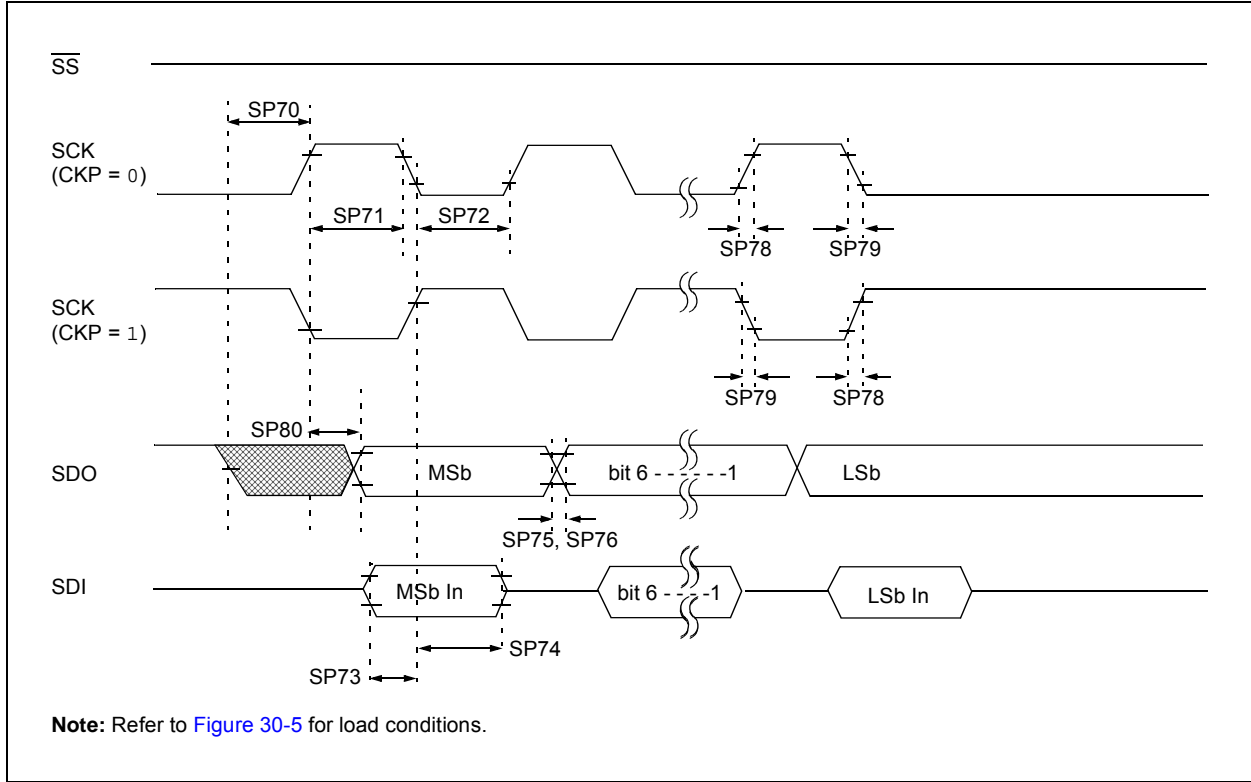 SS
SP70
SCK
(CKP = 0)
SP71
SP72
SP78
SP79
SCK
(CKP = 1)
SP79
SP78
SP80
SDO
MSb
bit 6 - - - - - - -1
LSb
SP75, SP76
SDI
MSb In
bit 6 - - - - -1
LSb In
SP74
SP73
Note: Refer to Figure 30-5 for load conditions.